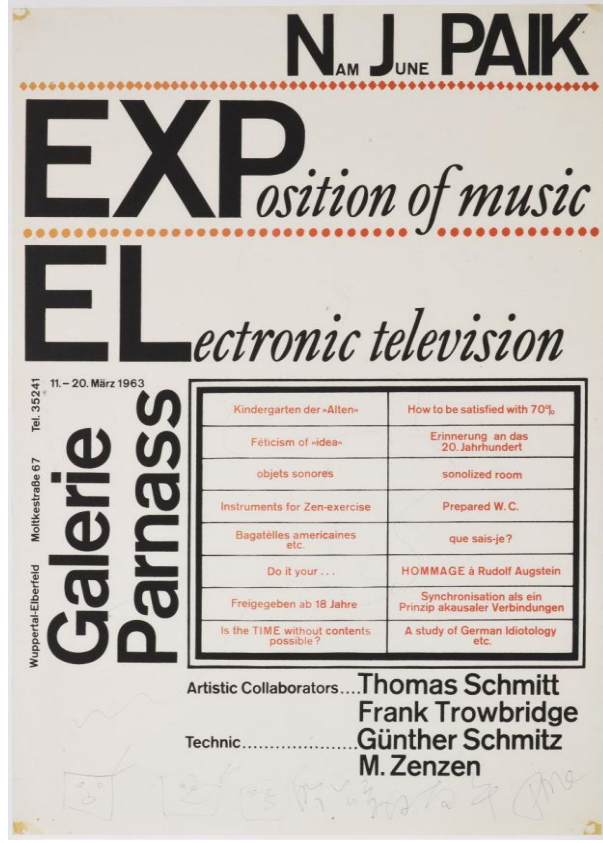 NAM JUNE PAIK
EXPosition of music
ELectronic television
11.– 20. März 1963
Wuppertal-Elberfeld Moltkestraße 67 Tel. 35241
Galerie
Parnass
Kindergarten der »Alten« How to be satisfied with 70%
Féticism of »idea« Erinnerung an das
20. Jahrhundert
objets sonores sonolized room
Instruments for Zen-exercise Prepared W. C.
Bagatèlles americaines
etc. que sais-je?
Do it your . . . HOMMAGE à Rudolf Augstein
Freigegeben ab 18 Jahre Synchronisation als ein
Prinzip akausaler Verbindungen
Is the TIME without contents
possible? A study of German Idiotology
etc.
Artistic Collaborators....Thomas Schmitt
Frank Trowbridge
Technic.....................Günther Schmitz
M. Zenzen